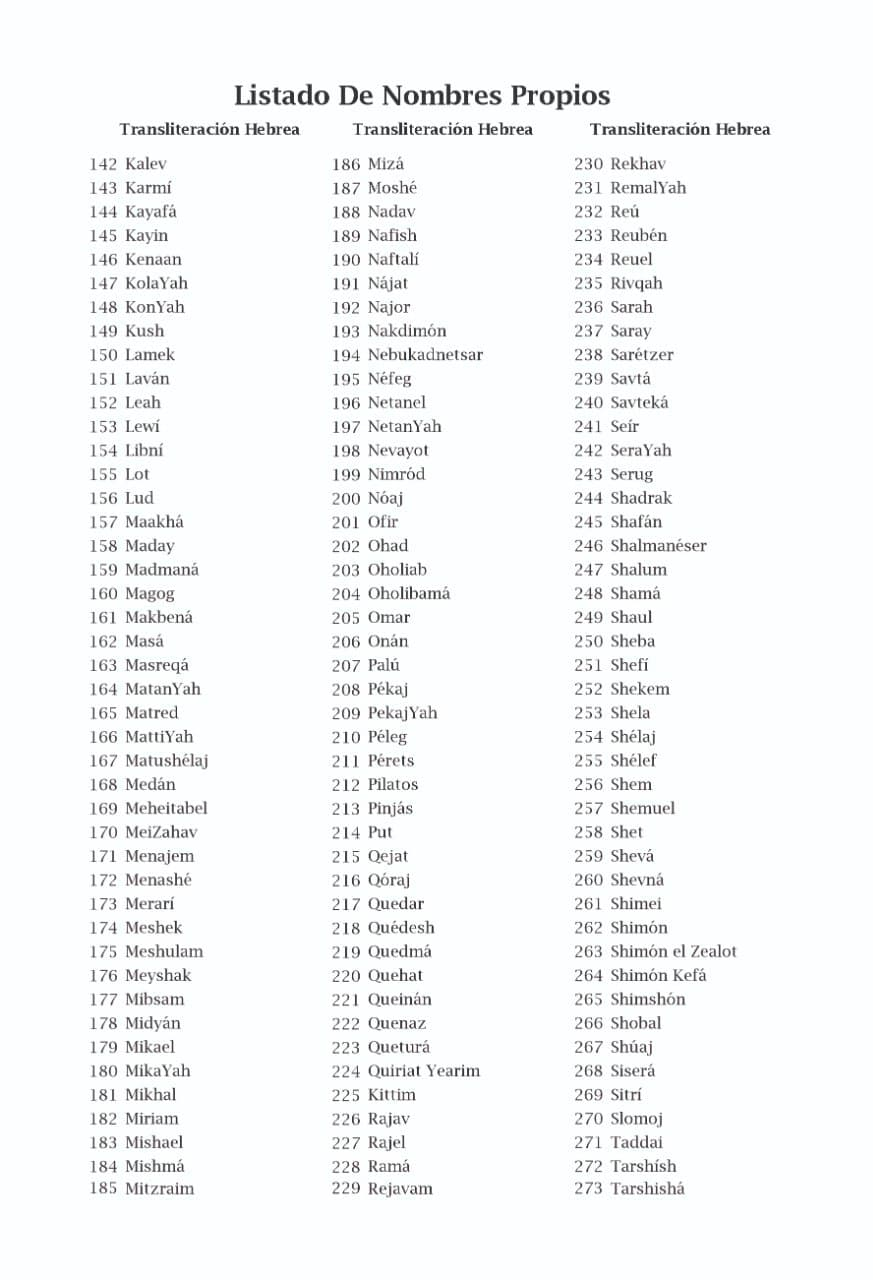 Listado De Nombres Propios
Transliteración Hebrea
142 Kalev
143 Karmí
144 Kayafá
145 Kayin
146 Kenaan
147 KolaYah
148 KonYah
149 Kush
150 Lamek
151 Laván
152 Leah
153 Lewí
154 Libní
155 Lot
156 Lud
157 Maakhá
158 Maday
159 Madmaná
160 Magog
161 Makbená
162 Masá
163 Masreqá
164 MatanYah
165 Matred
166 MattiYah
167 Matushélaj
168 Medán
169 Meheitabel
170 MeiZahav
171 Menajem
172 Menashé
173 Merarí
174 Meshek
175 Meshulam
176 Meyshak
177 Mibsam
178 Midyán
179 Mikael
180 MikaYah
181 Mikhal
182 Miriam
183 Mishael
184 Mishmá
185 Mitzraim
Transliteración Hebrea
186 Mizá
187 Moshé
188 Nadav
189 Nafish
190 Naftalí
191 Nájat
192 Najor
193 Nakdimón
194 Nebukadnetsar
195 Néfeg
196 Netanel
197 NetanYah
198 Nevayot
199 Nimród
200 Nóaj
201 Ofir
202 Ohad
203 Oholiab
204 Oholibamá
205 Omar
206 Onán
207 Palú
208 Pékaj
209 PekajYah
210 Péleg
211 Pérets
212 Pilatos
213 Pinjás
214 Put
215 Qejat
216 Qóraj
217 Quedar
218 Quédesh
219 Quedmá
220 Quehat
221 Queinán
222 Quenaz
223 Queturá
224 Quiriat Yearim
225 Kittim
226 Rajav
227 Rajel
228 Ramá
229 Rejavam
Transliteración Hebrea
230 Rekhav
231 RemalYah
232 Reú
233 Reubén
234 Reuel
235 Rivqah
236 Sarah
237 Saray
238 Sarétzer
239 Savtá
240 Savteká
241 Seír
242 SeraYah
243 Serug
244 Shadrak
245 Shafán
246 Shalmanéser
247 Shalum
248 Shamá
249 Shaul
250 Sheba
251 Shefí
252 Shekem
253 Shela
254 Shélaj
255 Shélef
256 Shem
257 Shemuel
258 Shet
259 Shevá
260 Shevná
261 Shimei
262 Shimón
263 Shimón el Zealot
264 Shimón Kefá
265 Shimshón
266 Shobal
267 Shúaj
268 Siserá
269 Sitrí
270 Slomoj
271 Taddai
272 Tarshísh
273 Tarshishá